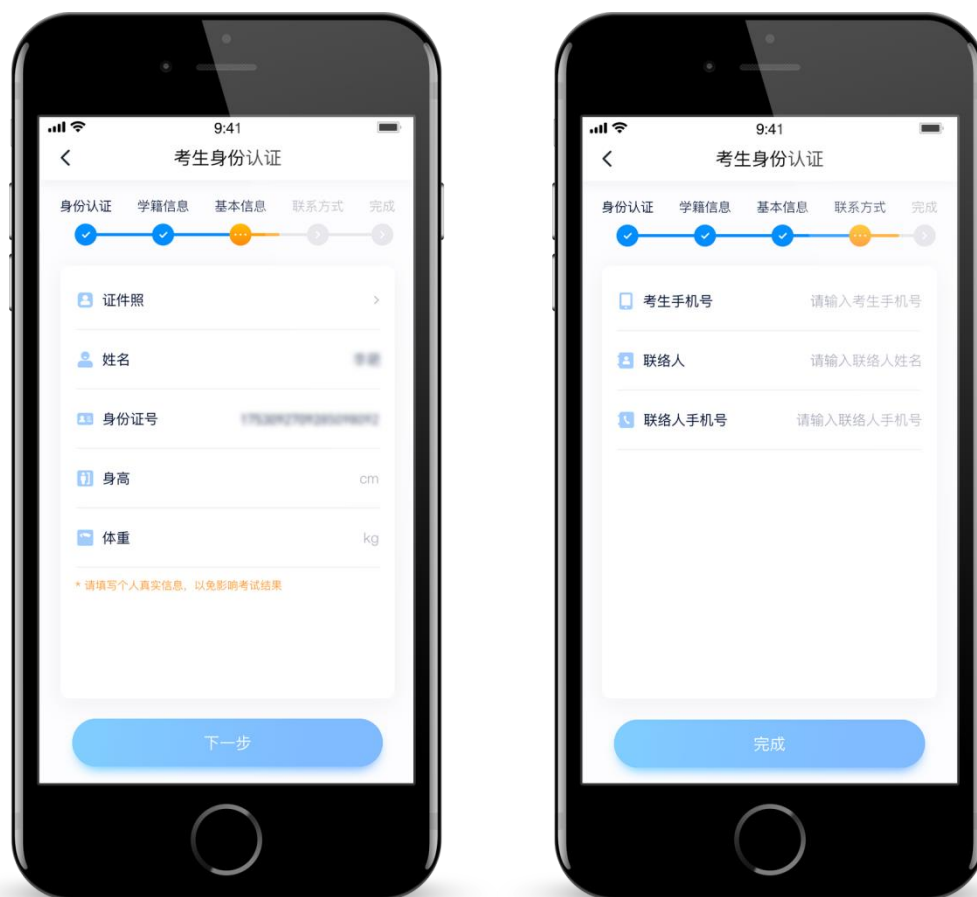 9:41
考生身份认证
身份认证 学籍信息 基本信息 联系方式 完成
证件照
姓名
身份证号
身高 cm
体重 kg
* 请填写个人真实信息，以免影响考试结果
下一步
9:41
考生身份认证
身份认证 学籍信息 基本信息 联系方式 完成
考生手机号 请输入考生手机号
联络人 请输入联络人姓名
联络人手机号 请输入联络人手机号
完成